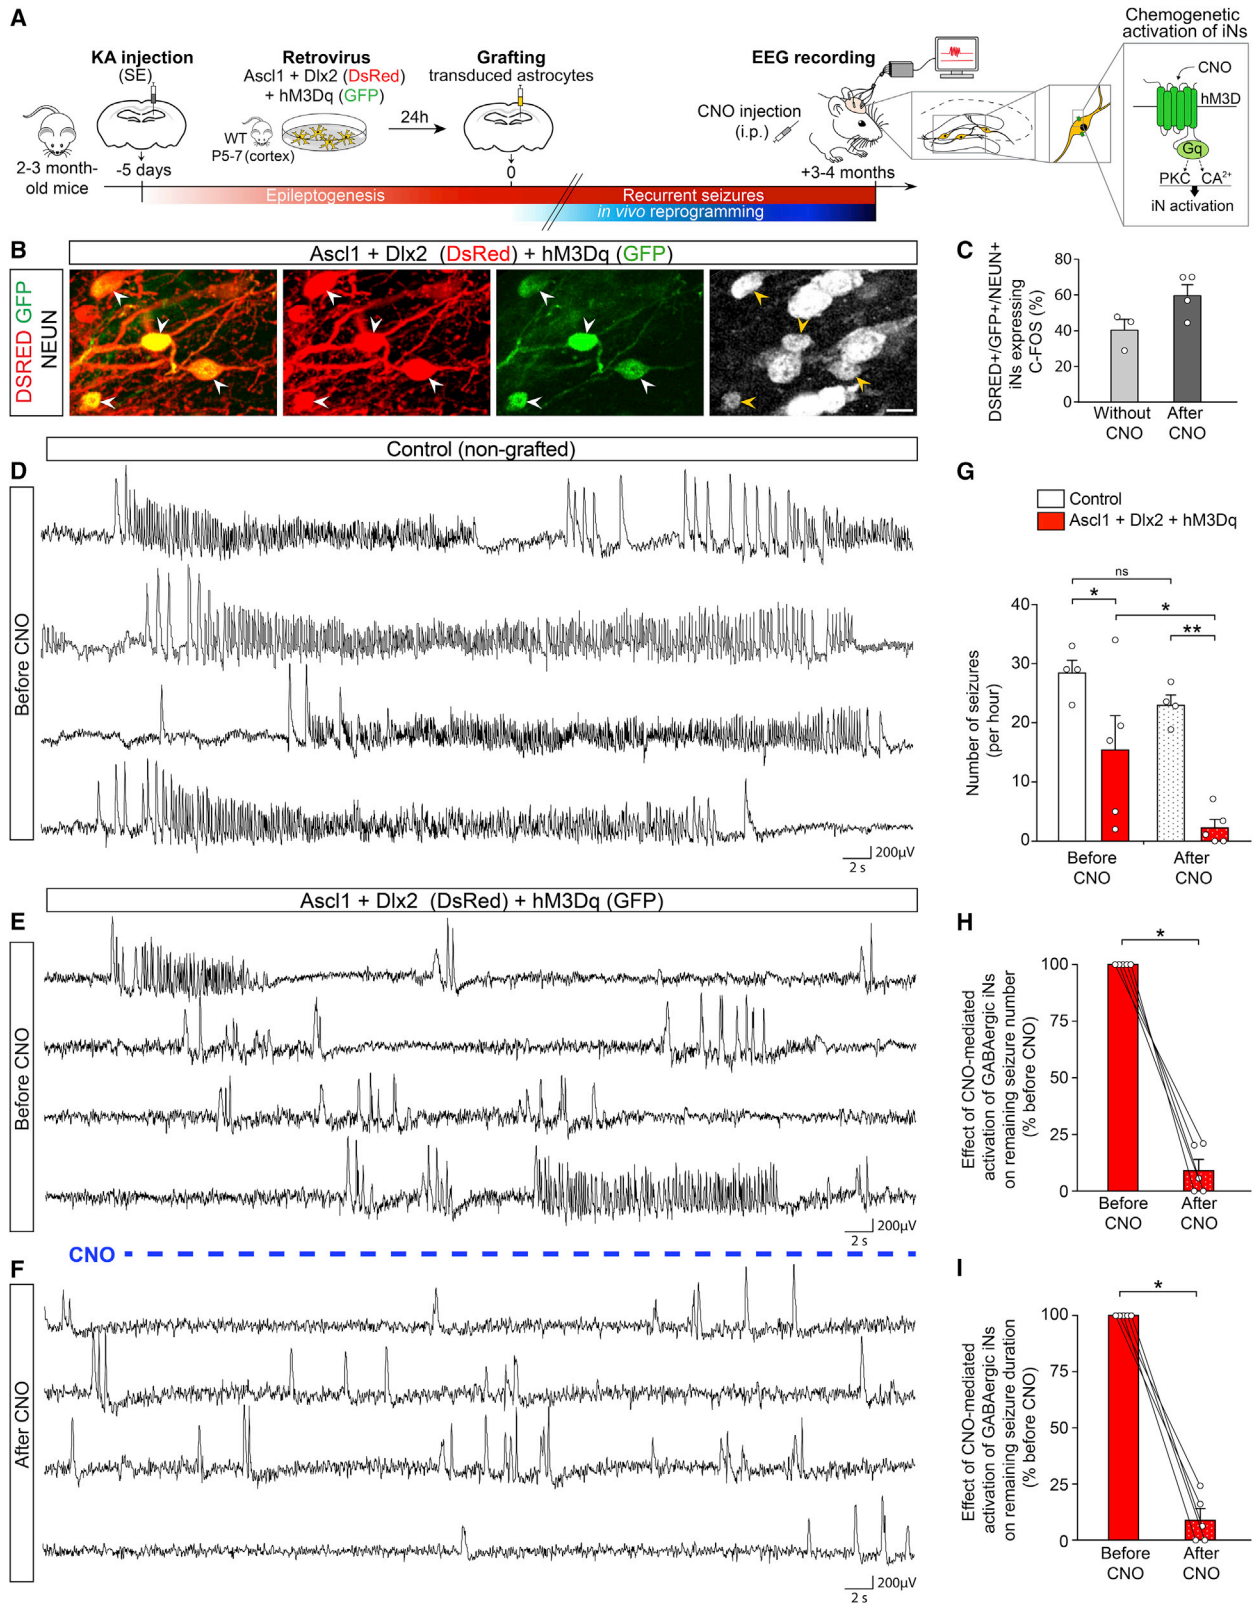 A
KA injection
(SE)
Retrovirus
Ascl1 + Dlx2 (DsRed)
+ hM3Dq (GFP)
WT
P5-7 (cortex)
24h
Grafting
transduced astrocytes
EEG recording
CNO injection
(i.p.)
Chemogenetic
activation of iNs
CNO
hM3D
Gq
PKC CA2+
iN activation
2-3 month-
old mice
-5 days
0
+3-4 months
Epileptogenesis
Recurrent seizures
in vivo reprogramming
B
Ascl1 + Dlx2 (DsRed) + hM3Dq (GFP)
DSRED GFP
NEUN
C
DSRED+/GFP+/NEUN+
iNs expressing
C-FOS (%)
80
60
40
20
0
Without
CNO
After
CNO
D
Control (non-grafted)
Before CNO
200µV
2 s
G
Control
Ascl1 + Dlx2 + hM3Dq
ns
*
*
**
Number of seizures
(per hour)
40
30
20
10
0
Before
CNO
After
CNO
E
Ascl1 + Dlx2 (DsRed) + hM3Dq (GFP)
Before CNO
200µV
2 s
H
*
Effect of CNO-mediated
activation of GABAergic iNs
on remaining seizure number
(% before CNO)
100
75
50
25
0
Before
CNO
After
CNO
CNO
F
After CNO
200µV
2 s
I
*
Effect of CNO-mediated
activation of GABAergic iNs
on remaining seizure duration
(% before CNO)
100
75
50
25
0
Before
CNO
After
CNO